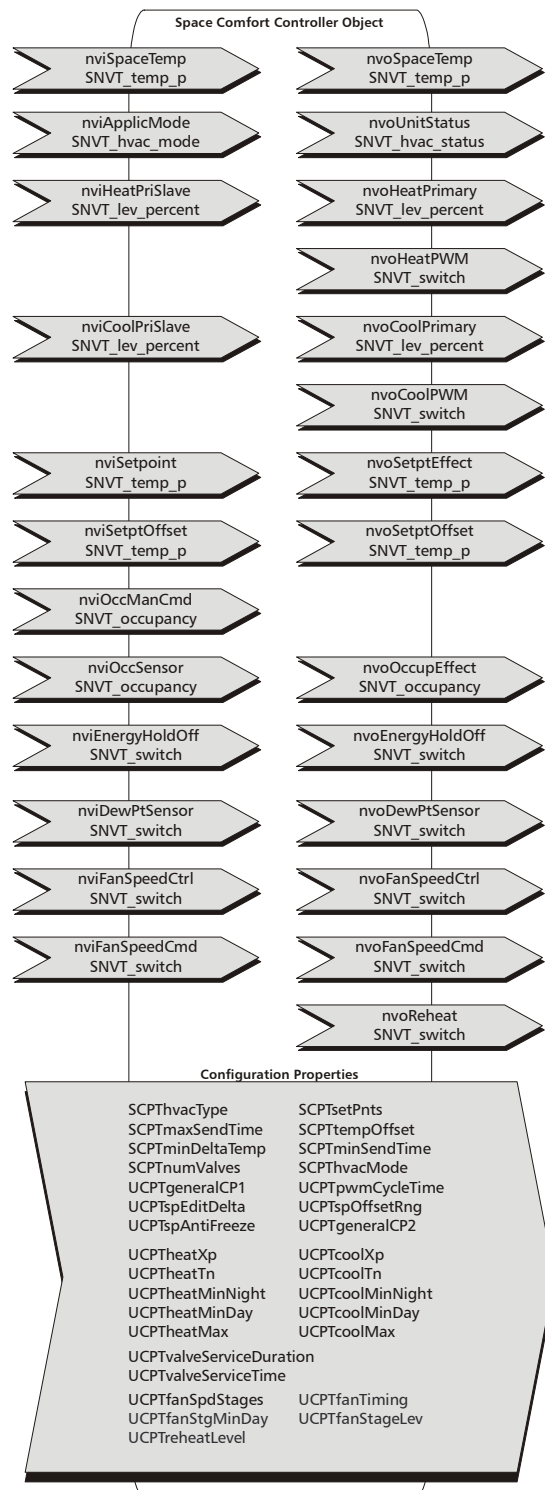 Space Comfort Controller Object
nviSpaceTemp
SNVT_temp_p
nvoSpaceTemp
SNVT_temp_p
nviApplicMode
SNVT_hvac_mode
nvoUnitStatus
SNVT_hvac_status
nviHeatPriSlave
SNVT_lev_percent
nvoHeatPrimary
SNVT_lev_percent
nvoHeatPWM
SNVT_switch
nviCoolPriSlave
SNVT_lev_percent
nvoCoolPrimary
SNVT_lev_percent
nvoCoolPWM
SNVT_switch
nviSetpoint
SNVT_temp_p
nvoSetptEffect
SNVT_temp_p
nviSetptOffset
SNVT_temp_p
nvoSetptOffset
SNVT_temp_p
nviOccManCmd
SNVT_occupancy
nviOccSensor
SNVT_occupancy
nvoOccupEffect
SNVT_occupancy
nviEnergyHoldOff
SNVT_switch
nvoEnergyHoldOff
SNVT_switch
nviDewPtSensor
SNVT_switch
nvoDewPtSensor
SNVT_switch
nviFanSpeedCtrl
SNVT_switch
nvoFanSpeedCtrl
SNVT_switch
nviFanSpeedCmd
SNVT_switch
nvoFanSpeedCmd
SNVT_switch
nvoReheat
SNVT_switch
Configuration Properties
SCPThvacType SCPTsetPnts
SCPTmaxSendTime SCPTtempOffset
SCPTminDeltaTemp SCPTminSendTime
SCPTnumValves SCPThvacMode
UCPTgeneralCP1 UCPTpwmCycleTime
UCPTspEditDelta UCPTspOffsetRng
UCPTspAntiFreeze UCPTgeneralCP2
UCPTheatXp UCPTcoolXp
UCPTheatTn UCPTcoolTn
UCPTheatMinNight UCPTcoolMinNight
UCPTheatMinDay UCPTcoolMinDay
UCPTheatMax UCPTcoolMax
UCPTvalveServiceDuration
UCPTvalveServiceTime
UCPTfanSpdStages UCPTfanTiming
UCPTfanStgMinDay UCPTfanStageLev
UCPTreheatLevel